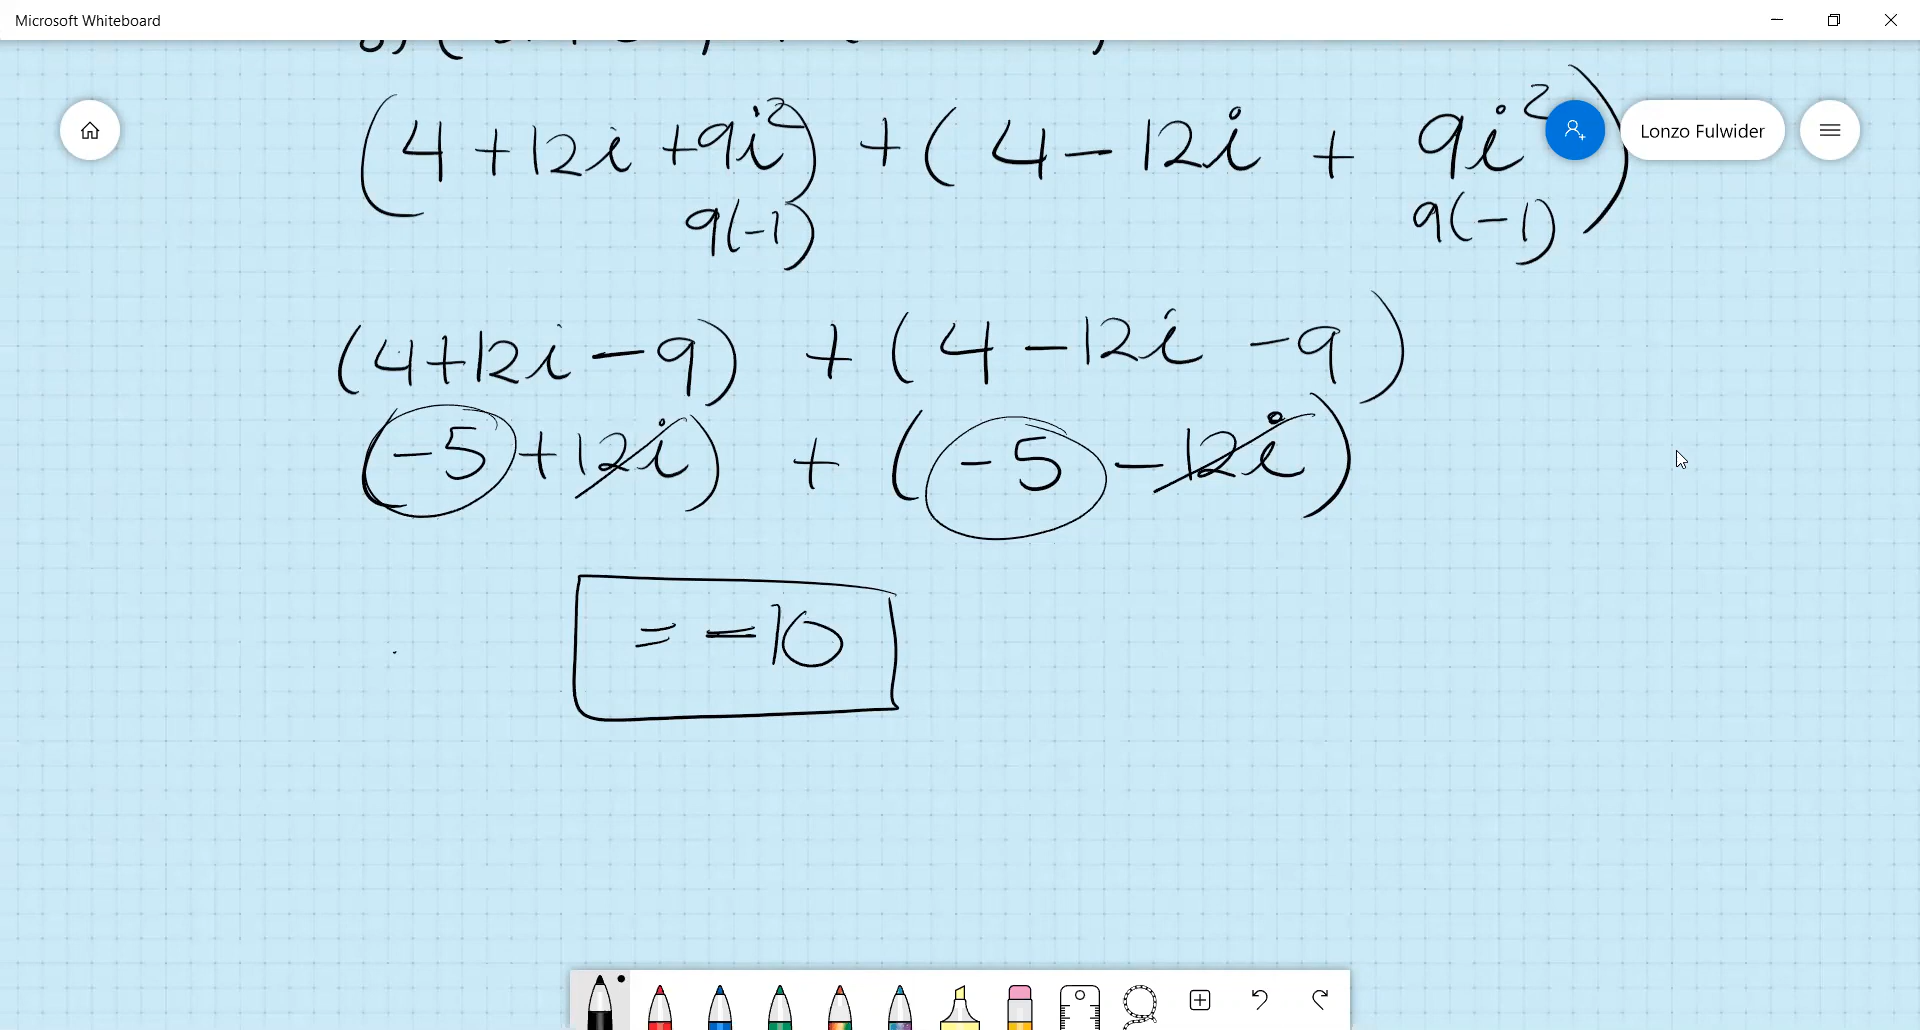 Microsoft Whiteboard
(4 + 12i + 9i²) + (4 - 12i + 9i²)
9(-1) 9(-1)
Lonzo Fulwider
(4 + 12i - 9) + (4 - 12i - 9)
(-5 + 12i) + (-5 - 12i)
= -10